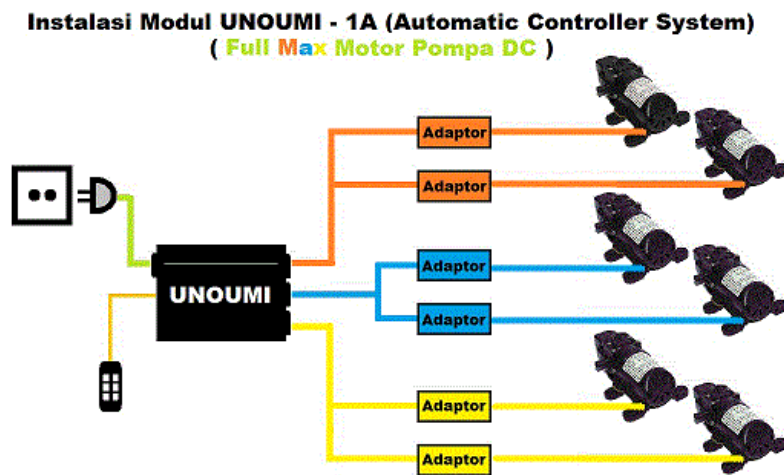 Instalasi Modul UNOUMI - 1A (Automatic Controller System)
( Full Max Motor Pompa DC )
Adaptor
Adaptor
UNOUMI
Adaptor
Adaptor
Adaptor
Adaptor